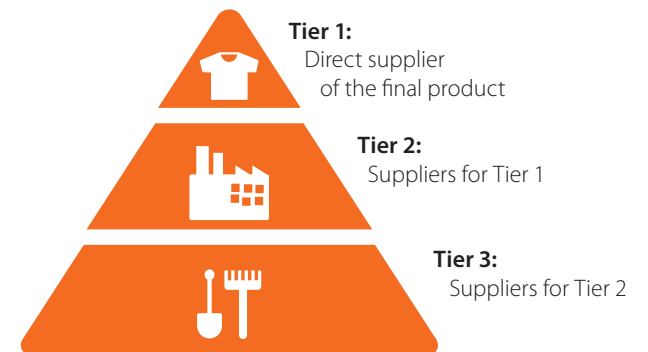 Tier 1:
Direct supplier
of the final product
Tier 2:
Suppliers for Tier 1
Tier 3:
Suppliers for Tier 2